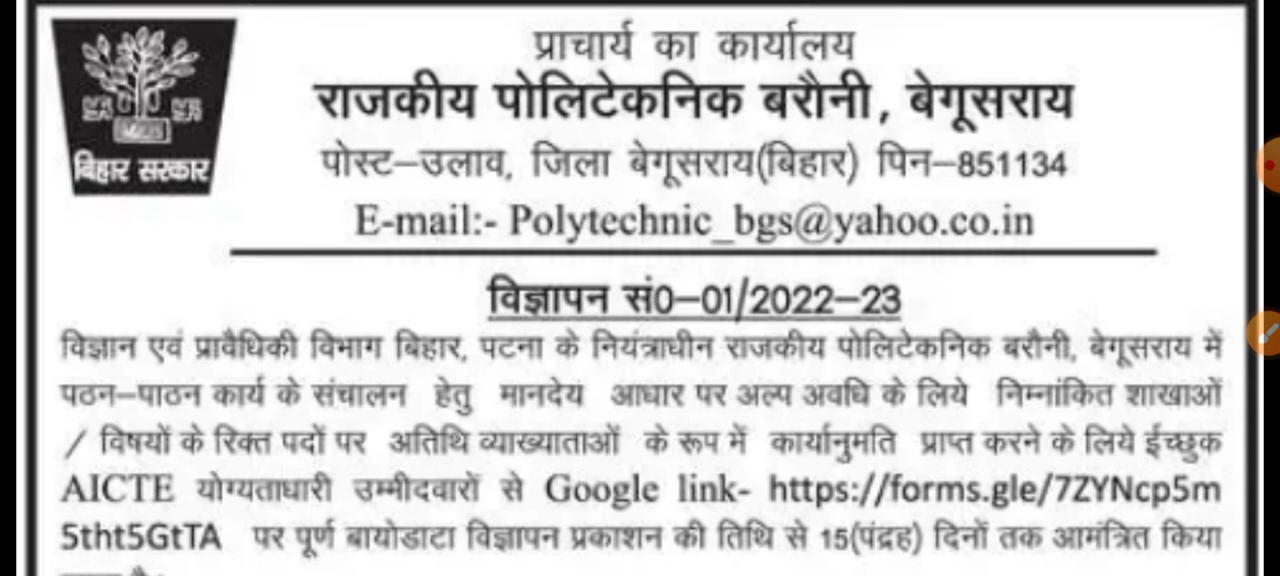 बिहार सरकार
प्राचार्य का कार्यालय
राजकीय पोलिटेकनिक बरौनी, बेगूसराय
पोस्ट–उलाव, जिला बेगूसराय(बिहार) पिन–851134
E-mail:- Polytechnic_bgs@yahoo.co.in
विज्ञापन सं0–01/2022–23
विज्ञान एवं प्रावैधिकी विभाग बिहार, पटना के नियंत्राधीन राजकीय पोलिटेकनिक बरौनी, बेगूसराय में
पठन–पाठन कार्य के संचालन हेतु मानदेय आधार पर अल्प अवधि के लिये निम्नांकित शाखाओं
/ विषयों के रिक्त पदों पर अतिथि व्याख्याताओं के रूप में कार्यानुमति प्राप्त करने के लिये ईच्छुक
AICTE योग्यताधारी उम्मीदवारों से Google link- https://forms.gle/7ZYNcp5m
5tht5GtTA पर पूर्ण बायोडाटा विज्ञापन प्रकाशन की तिथि से 15(पंद्रह) दिनों तक आमंत्रित किया